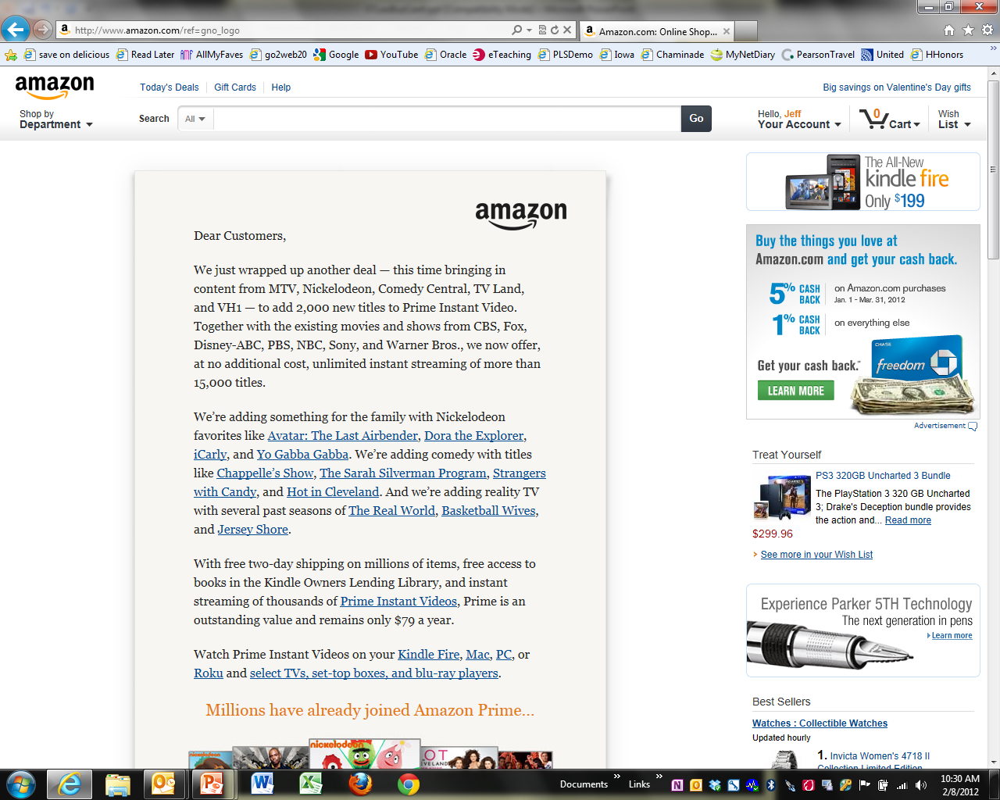 http://www.amazon.com/ref=gno_logo
Amazon.com: Online Shop...
save on delicious
Read Later
AllMyFaves
go2web20
Google
YouTube
Oracle
eTeaching
PLSDemo
Iowa
Chaminade
MyNetDiary
PearsonTravel
United
HHonors
amazon
Today's Deals
Gift Cards
Help
Big savings on Valentine's Day gifts
Shop by
Department
Search
All
Go
Hello, Jeff
Your Account
0
Cart
Wish
List
amazon
Dear Customers,
We just wrapped up another deal — this time bringing in
content from MTV, Nickelodeon, Comedy Central, TV Land,
and VH1 — to add 2,000 new titles to Prime Instant Video.
Together with the existing movies and shows from CBS, Fox,
Disney-ABC, PBS, NBC, Sony, and Warner Bros., we now offer,
at no additional cost, unlimited instant streaming of more than
15,000 titles.
We're adding something for the family with Nickelodeon
favorites like Avatar: The Last Airbender, Dora the Explorer,
iCarly, and Yo Gabba Gabba. We're adding comedy with titles
like Chappelle's Show, The Sarah Silverman Program, Strangers
with Candy, and Hot in Cleveland. And we're adding reality TV
with several past seasons of The Real World, Basketball Wives,
and Jersey Shore.
With free two-day shipping on millions of items, free access to
books in the Kindle Owners Lending Library, and instant
streaming of thousands of Prime Instant Videos, Prime is an
outstanding value and remains only $79 a year.
Watch Prime Instant Videos on your Kindle Fire, Mac, PC, or
Roku and select TVs, set-top boxes, and blu-ray players.
Millions have already joined Amazon Prime...
nickelodeon
The All-New
kindle fire
Only $199
Buy the things you love at
Amazon.com and get your cash back.
5% CASH BACK
on Amazon.com purchases
Jan. 1 - Mar. 31, 2012
1% CASH BACK
on everything else
CHASE
freedom
Get your cash back.*
LEARN MORE
Advertisement
Treat Yourself
PS3 320GB Uncharted 3 Bundle
The PlayStation 3 320 GB Uncharted
3; Drake's Deception bundle provides
the action and... Read more
$299.96
See more in your Wish List
Experience Parker 5TH Technology
The next generation in pens
Learn more
Best Sellers
Watches : Collectible Watches
Updated hourly
1. Invicta Women's 4718 II
Collection Limited Edition
Documents
Links
10:30 AM
2/8/2012